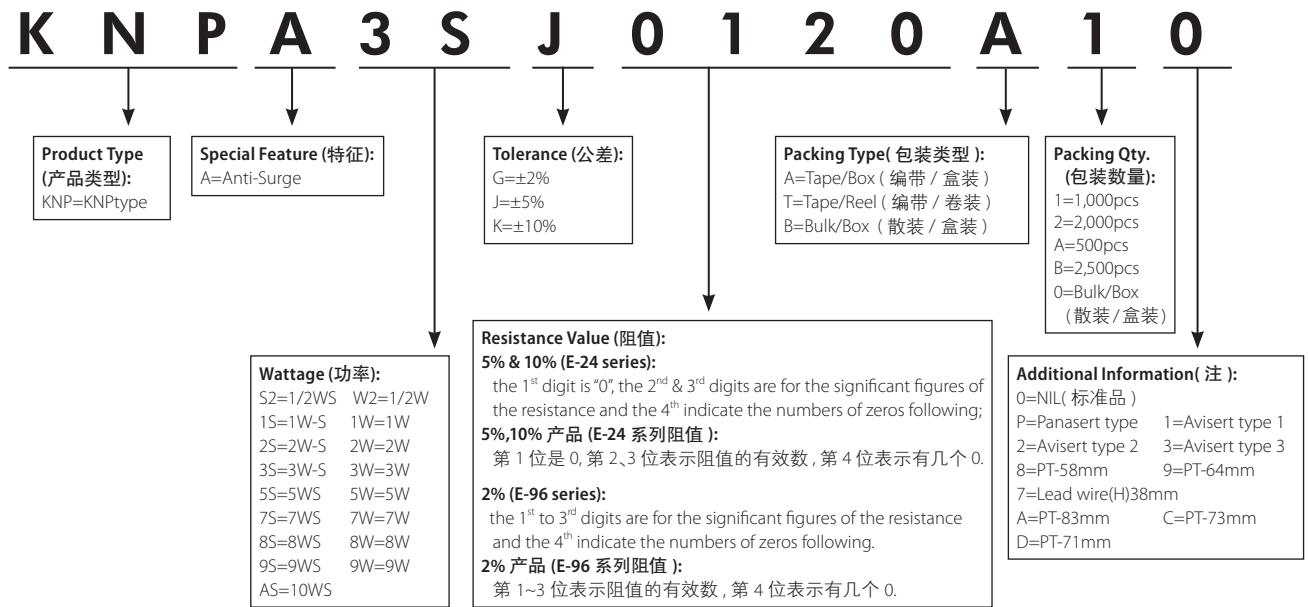 K N P A 3 S J 0 1 2 0 A 1 0
Product Type
(产品类型):
KNP=KNPtype
Special Feature (特征):
A=Anti-Surge
Tolerance (公差):
G=±2%
J=±5%
K=±10%
Packing Type( 包装类型 ):
A=Tape/Box ( 编带 / 盒装 )
T=Tape/Reel ( 编带 / 卷装 )
B=Bulk/Box ( 散装 / 盒装 )
Packing Qty.
(包装数量):
1=1,000pcs
2=2,000pcs
A=500pcs
B=2,500pcs
0=Bulk/Box
(散装/盒装)
Wattage (功率):
S2=1/2WS W2=1/2W
1S=1W-S 1W=1W
2S=2W-S 2W=2W
3S=3W-S 3W=3W
5S=5WS 5W=5W
7S=7WS 7W=7W
8S=8WS 8W=8W
9S=9WS 9W=9W
AS=10WS
Resistance Value (阻值):
5% & 10% (E-24 series):
the 1st digit is "0", the 2nd & 3rd digits are for the significant figures of
the resistance and the 4th indicate the numbers of zeros following;
5%,10% 产品 (E-24 系列阻值 ):
第 1 位是 0, 第 2、3 位表示阻值的有效数 , 第 4 位表示有几个 0.
2% (E-96 series):
the 1st to 3rd digits are for the significant figures of the resistance
and the 4th indicate the numbers of zeros following.
2% 产品 (E-96 系列阻值 ):
第 1~3 位表示阻值的有效数 , 第 4 位表示有几个 0.
Additional Information( 注 ):
0=NIL( 标准品 )
P=Panasert type 1=Avisert type 1
2=Avisert type 2 3=Avisert type 3
8=PT-58mm 9=PT-64mm
7=Lead wire(H)38mm
A=PT-83mm C=PT-73mm
D=PT-71mm